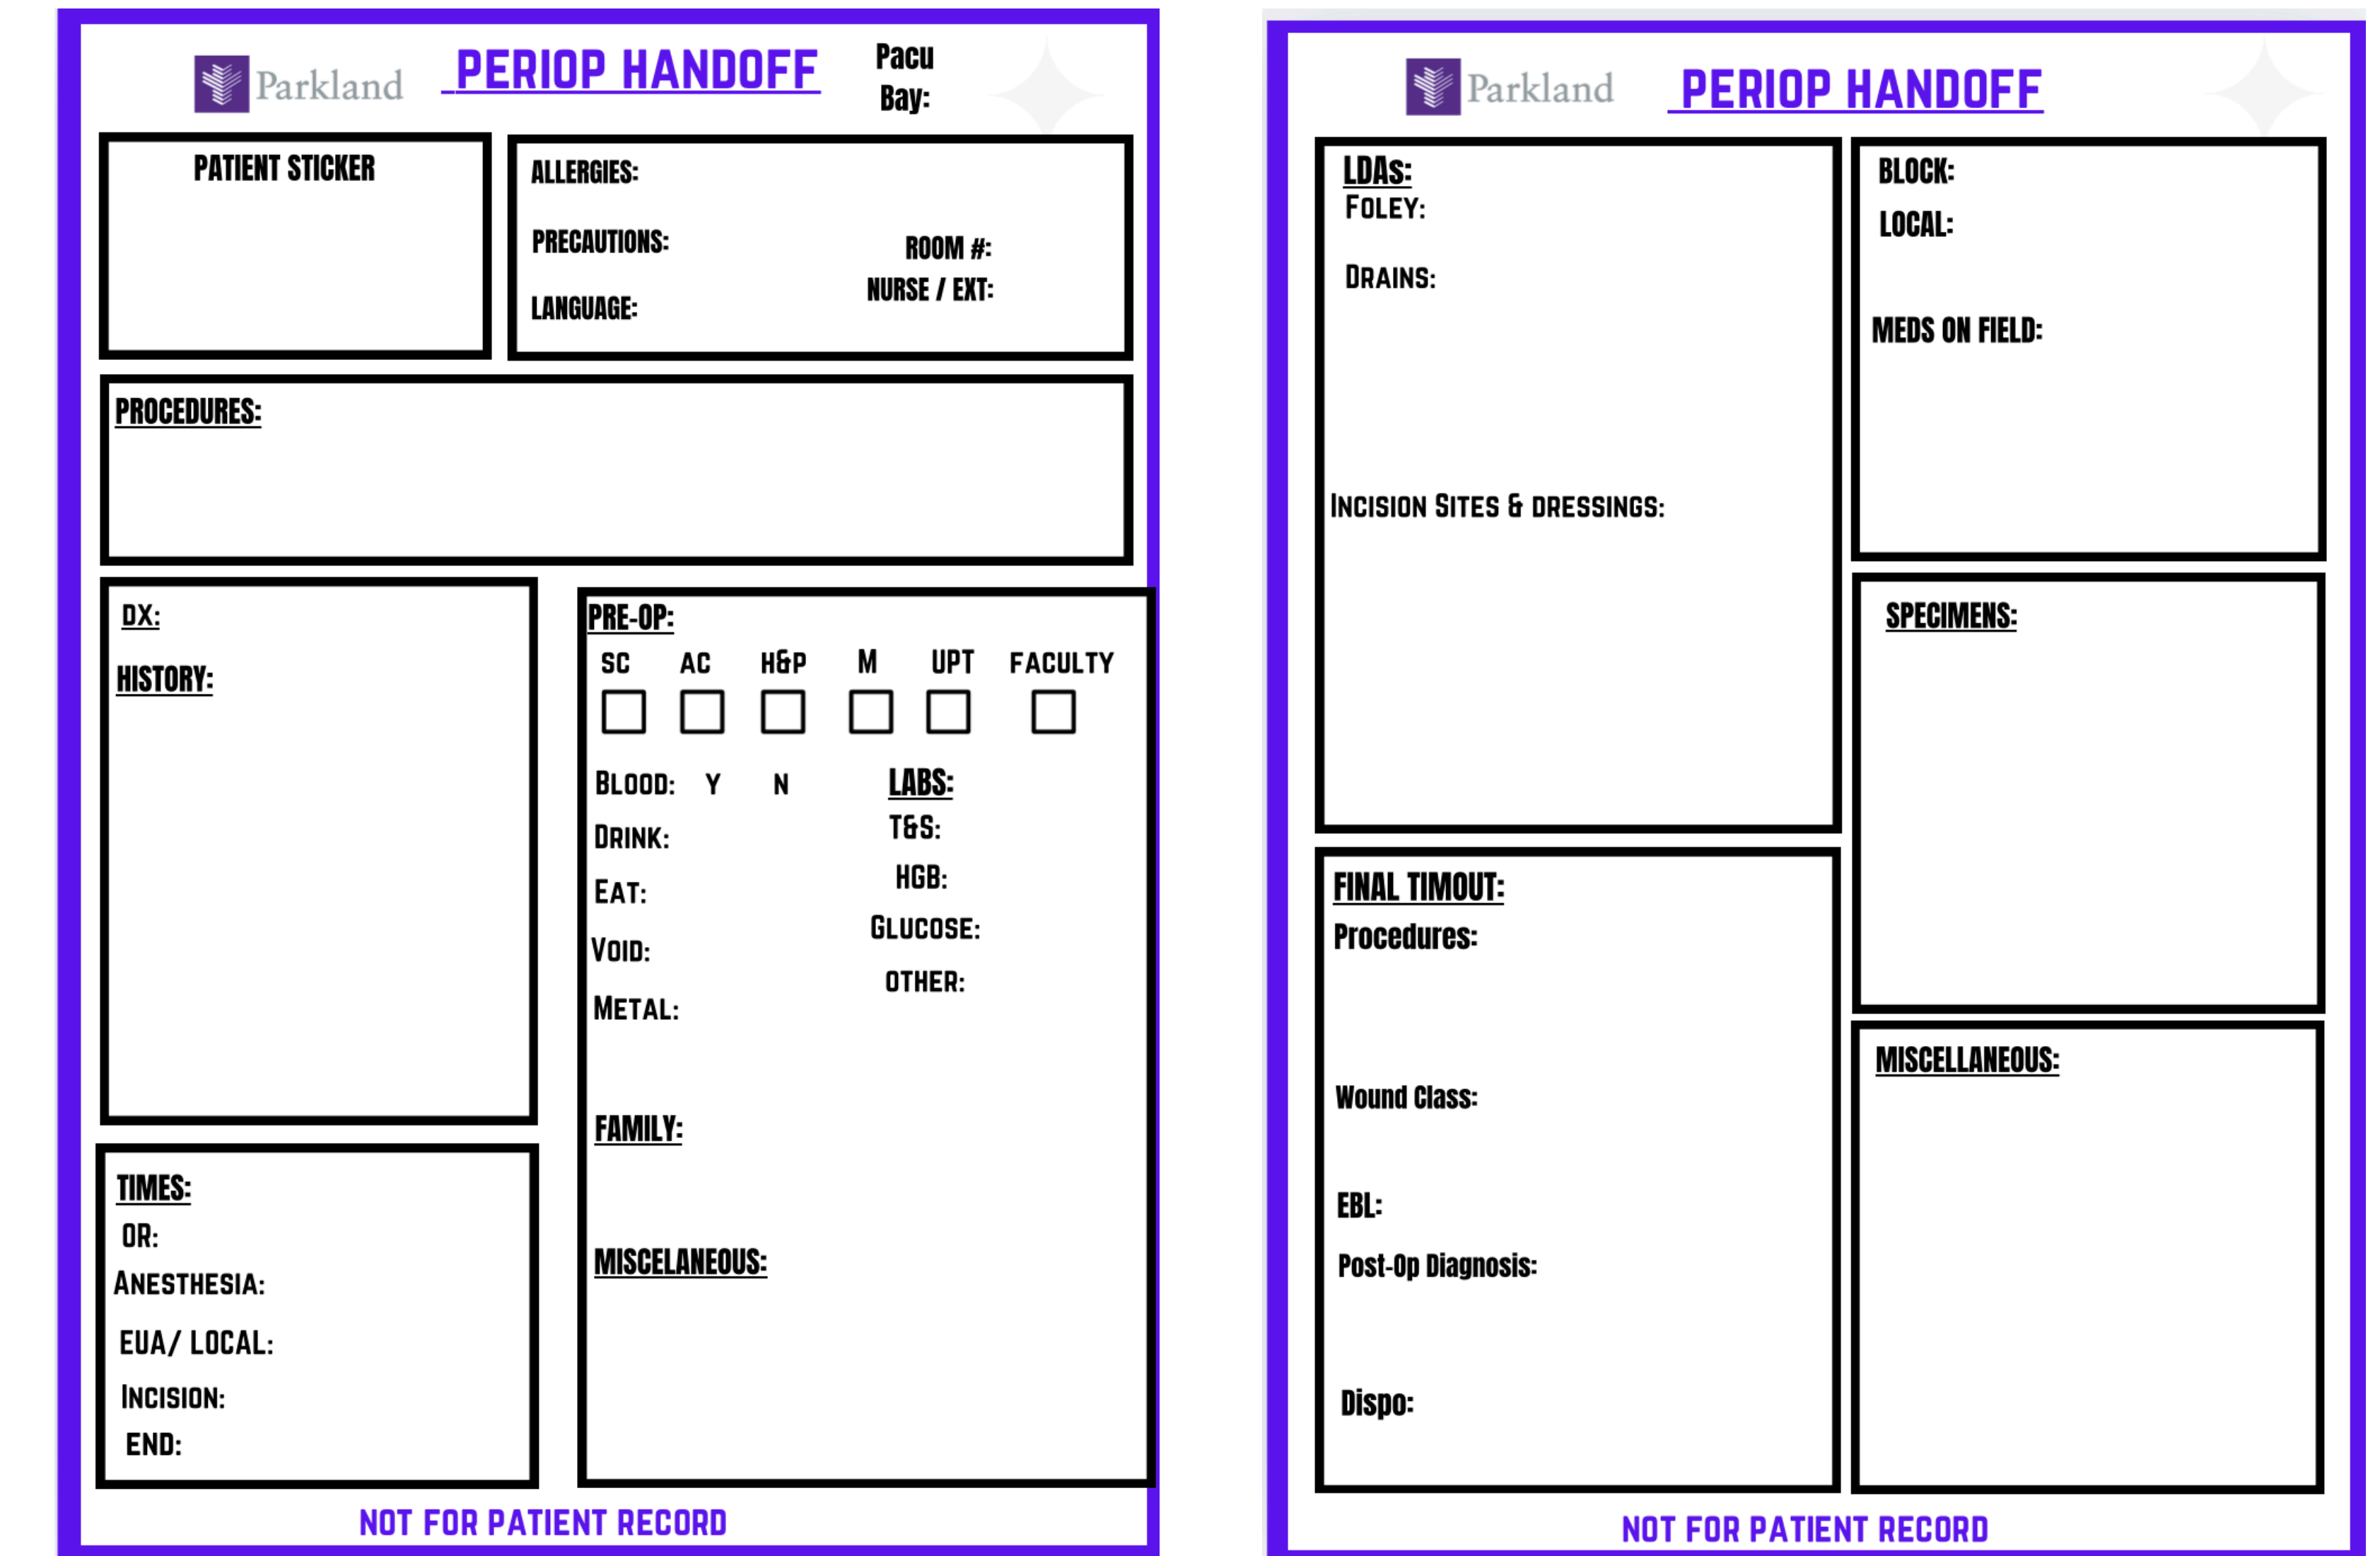 Parkland
PERIOP HANDOFF
Pacu
Bay:
PATIENT STICKER
ALLERGIES:
PRECAUTIONS:
ROOM #:
NURSE / EXT:
LANGUAGE:
PROCEDURES:
DX:
HISTORY:
TIMES:
OR:
ANESTHESIA:
EUA/ LOCAL:
INCISION:
END:
PRE-OP:
SC AC H&P M UPT FACULTY
BLOOD: Y N
DRINK:
EAT:
VOID:
METAL:
LABS:
T&S:
HGB:
GLUCOSE:
OTHER:
FAMILY:
MISCELANEOUS:
NOT FOR PATIENT RECORD
Parkland
PERIOP HANDOFF
LDAs:
FOLEY:
DRAINS:
INCISION SITES & DRESSINGS:
BLOCK:
LOCAL:
MEDS ON FIELD:
SPECIMENS:
FINAL TIMOUT:
Procedures:
Wound Class:
EBL:
Post-Op Diagnosis:
Dispo:
MISCELLANEOUS:
NOT FOR PATIENT RECORD